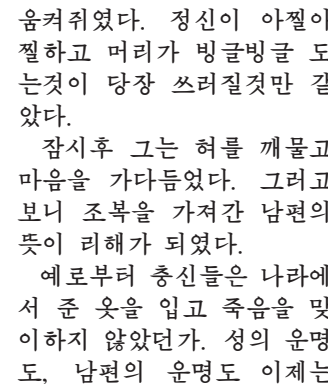 움켜쥐였다. 정신이 아찔아
찔하고 머리가 빙글빙글 도
는것이 당장 쓰러질것만 같
았다.
잠시후 그는 혀를 깨물고
마음을 가다듬었다. 그러고
보니 조복을 가져간 남편의
뜻이 리해가 되였다.
예로부터 충신들은 나라에
서 준 옷을 입고 죽음을 맞
이하지 않았던가. 성의 운명
도, 남편의 운명도 이제는